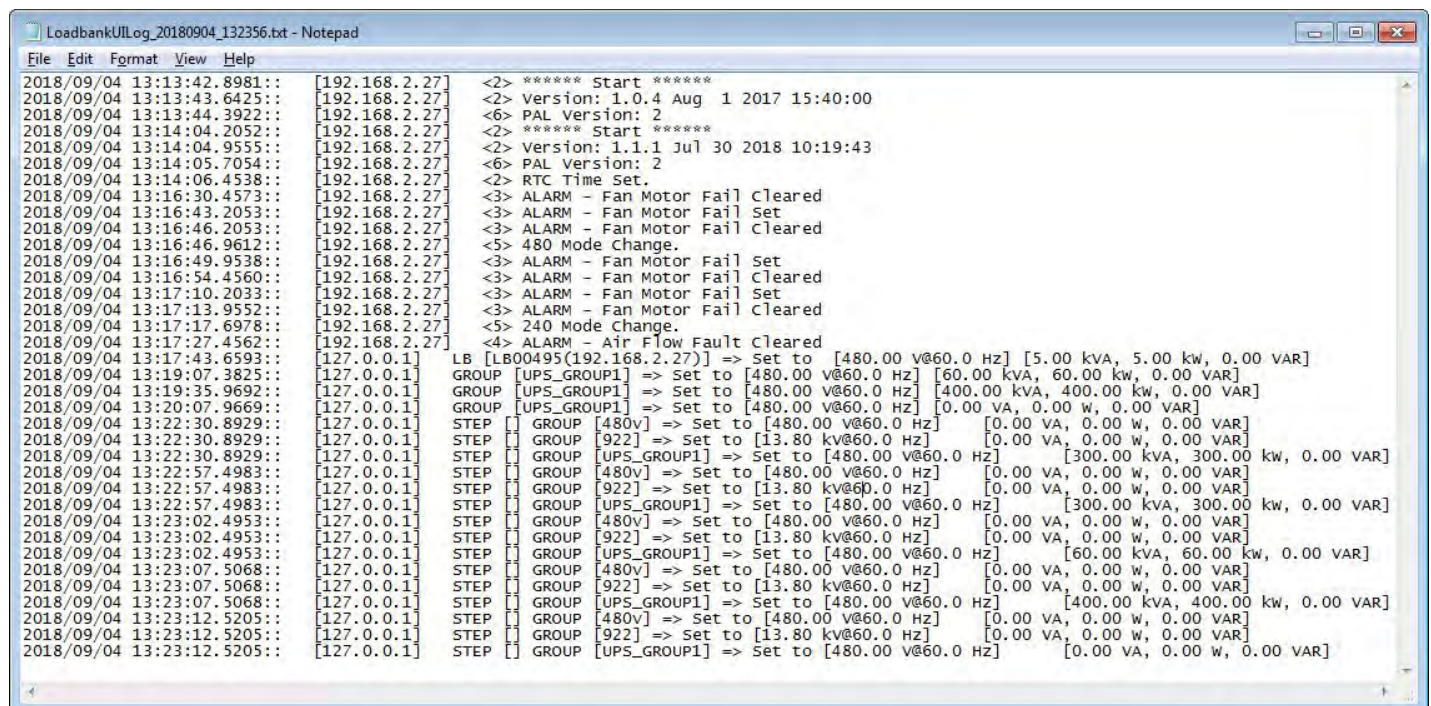 LoadbankUILog_20180904_132356.txt - Notepad
File Edit Format View Help
2018/09/04 13:13:42.8981:: [192.168.2.27] <2> ****** Start ******
2018/09/04 13:13:43.6425:: [192.168.2.27] <2> Version: 1.0.4 Aug 1 2017 15:40:00
2018/09/04 13:13:44.3922:: [192.168.2.27] <6> PAL Version: 2
2018/09/04 13:14:04.2052:: [192.168.2.27] <2> ****** Start ******
2018/09/04 13:14:04.9555:: [192.168.2.27] <2> Version: 1.1.1 Jul 30 2018 10:19:43
2018/09/04 13:14:05.7054:: [192.168.2.27] <6> PAL Version: 2
2018/09/04 13:14:06.4538:: [192.168.2.27] <2> RTC Time Set.
2018/09/04 13:16:30.4573:: [192.168.2.27] <3> ALARM - Fan Motor Fail Cleared
2018/09/04 13:16:43.2053:: [192.168.2.27] <3> ALARM - Fan Motor Fail Set
2018/09/04 13:16:46.2053:: [192.168.2.27] <3> ALARM - Fan Motor Fail Cleared
2018/09/04 13:16:46.9612:: [192.168.2.27] <5> 480 Mode Change.
2018/09/04 13:16:49.9538:: [192.168.2.27] <3> ALARM - Fan Motor Fail Set
2018/09/04 13:16:54.4560:: [192.168.2.27] <3> ALARM - Fan Motor Fail Cleared
2018/09/04 13:17:10.2033:: [192.168.2.27] <3> ALARM - Fan Motor Fail Set
2018/09/04 13:17:13.9552:: [192.168.2.27] <3> ALARM - Fan Motor Fail Cleared
2018/09/04 13:17:17.6978:: [192.168.2.27] <5> 240 Mode Change.
2018/09/04 13:17:27.4562:: [192.168.2.27] <4> ALARM - Air Flow Fault Cleared
2018/09/04 13:17:43.6593:: [127.0.0.1] LB [LB00495(192.168.2.27)] => Set to [480.00 V@60.0 Hz] [5.00 kVA, 5.00 kW, 0.00 VAR]
2018/09/04 13:19:07.3825:: [127.0.0.1] GROUP [UPS_GROUP1] => Set to [480.00 V@60.0 Hz] [60.00 kVA, 60.00 kW, 0.00 VAR]
2018/09/04 13:19:35.9692:: [127.0.0.1] GROUP [UPS_GROUP1] => Set to [480.00 V@60.0 Hz] [400.00 kVA, 400.00 kW, 0.00 VAR]
2018/09/04 13:20:07.9669:: [127.0.0.1] GROUP [UPS_GROUP1] => Set to [480.00 V@60.0 Hz] [0.00 VA, 0.00 W, 0.00 VAR]
2018/09/04 13:22:30.8929:: [127.0.0.1] STEP [] GROUP [480v] => Set to [480.00 V@60.0 Hz] [0.00 VA, 0.00 W, 0.00 VAR]
2018/09/04 13:22:30.8929:: [127.0.0.1] STEP [] GROUP [922] => Set to [13.80 kV@60.0 Hz] [0.00 VA, 0.00 W, 0.00 VAR]
2018/09/04 13:22:30.8929:: [127.0.0.1] STEP [] GROUP [UPS_GROUP1] => Set to [480.00 V@60.0 Hz] [300.00 kVA, 300.00 kW, 0.00 VAR]
2018/09/04 13:22:57.4983:: [127.0.0.1] STEP [] GROUP [480v] => Set to [480.00 V@60.0 Hz] [0.00 VA, 0.00 W, 0.00 VAR]
2018/09/04 13:22:57.4983:: [127.0.0.1] STEP [] GROUP [922] => Set to [13.80 kV@60.0 Hz] [0.00 VA, 0.00 W, 0.00 VAR]
2018/09/04 13:22:57.4983:: [127.0.0.1] STEP [] GROUP [UPS_GROUP1] => Set to [480.00 V@60.0 Hz] [300.00 kVA, 300.00 kW, 0.00 VAR]
2018/09/04 13:23:02.4953:: [127.0.0.1] STEP [] GROUP [480v] => Set to [480.00 V@60.0 Hz] [0.00 VA, 0.00 W, 0.00 VAR]
2018/09/04 13:23:02.4953:: [127.0.0.1] STEP [] GROUP [922] => Set to [13.80 kV@60.0 Hz] [0.00 VA, 0.00 W, 0.00 VAR]
2018/09/04 13:23:02.4953:: [127.0.0.1] STEP [] GROUP [UPS_GROUP1] => Set to [480.00 V@60.0 Hz] [60.00 kVA, 60.00 kW, 0.00 VAR]
2018/09/04 13:23:07.5068:: [127.0.0.1] STEP [] GROUP [480v] => Set to [480.00 V@60.0 Hz] [0.00 VA, 0.00 W, 0.00 VAR]
2018/09/04 13:23:07.5068:: [127.0.0.1] STEP [] GROUP [922] => Set to [13.80 kV@60.0 Hz] [0.00 VA, 0.00 W, 0.00 VAR]
2018/09/04 13:23:07.5068:: [127.0.0.1] STEP [] GROUP [UPS_GROUP1] => Set to [480.00 V@60.0 Hz] [400.00 kVA, 400.00 kW, 0.00 VAR]
2018/09/04 13:23:12.5205:: [127.0.0.1] STEP [] GROUP [480v] => Set to [480.00 V@60.0 Hz] [0.00 VA, 0.00 W, 0.00 VAR]
2018/09/04 13:23:12.5205:: [127.0.0.1] STEP [] GROUP [922] => Set to [13.80 kV@60.0 Hz] [0.00 VA, 0.00 W, 0.00 VAR]
2018/09/04 13:23:12.5205:: [127.0.0.1] STEP [] GROUP [UPS_GROUP1] => Set to [480.00 V@60.0 Hz] [0.00 VA, 0.00 W, 0.00 VAR]